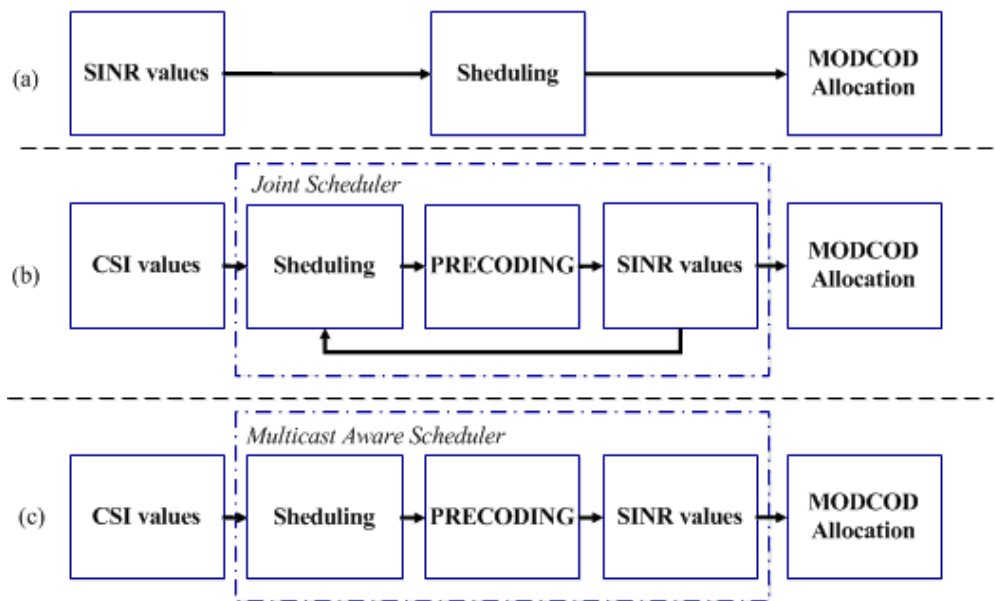 (a)
SINR values
Sheduling
MODCOD
Allocation
Joint Scheduler
(b)
CSI values
Sheduling
PRECODING
SINR values
MODCOD
Allocation
Multicast Aware Scheduler
(c)
CSI values
Sheduling
PRECODING
SINR values
MODCOD
Allocation